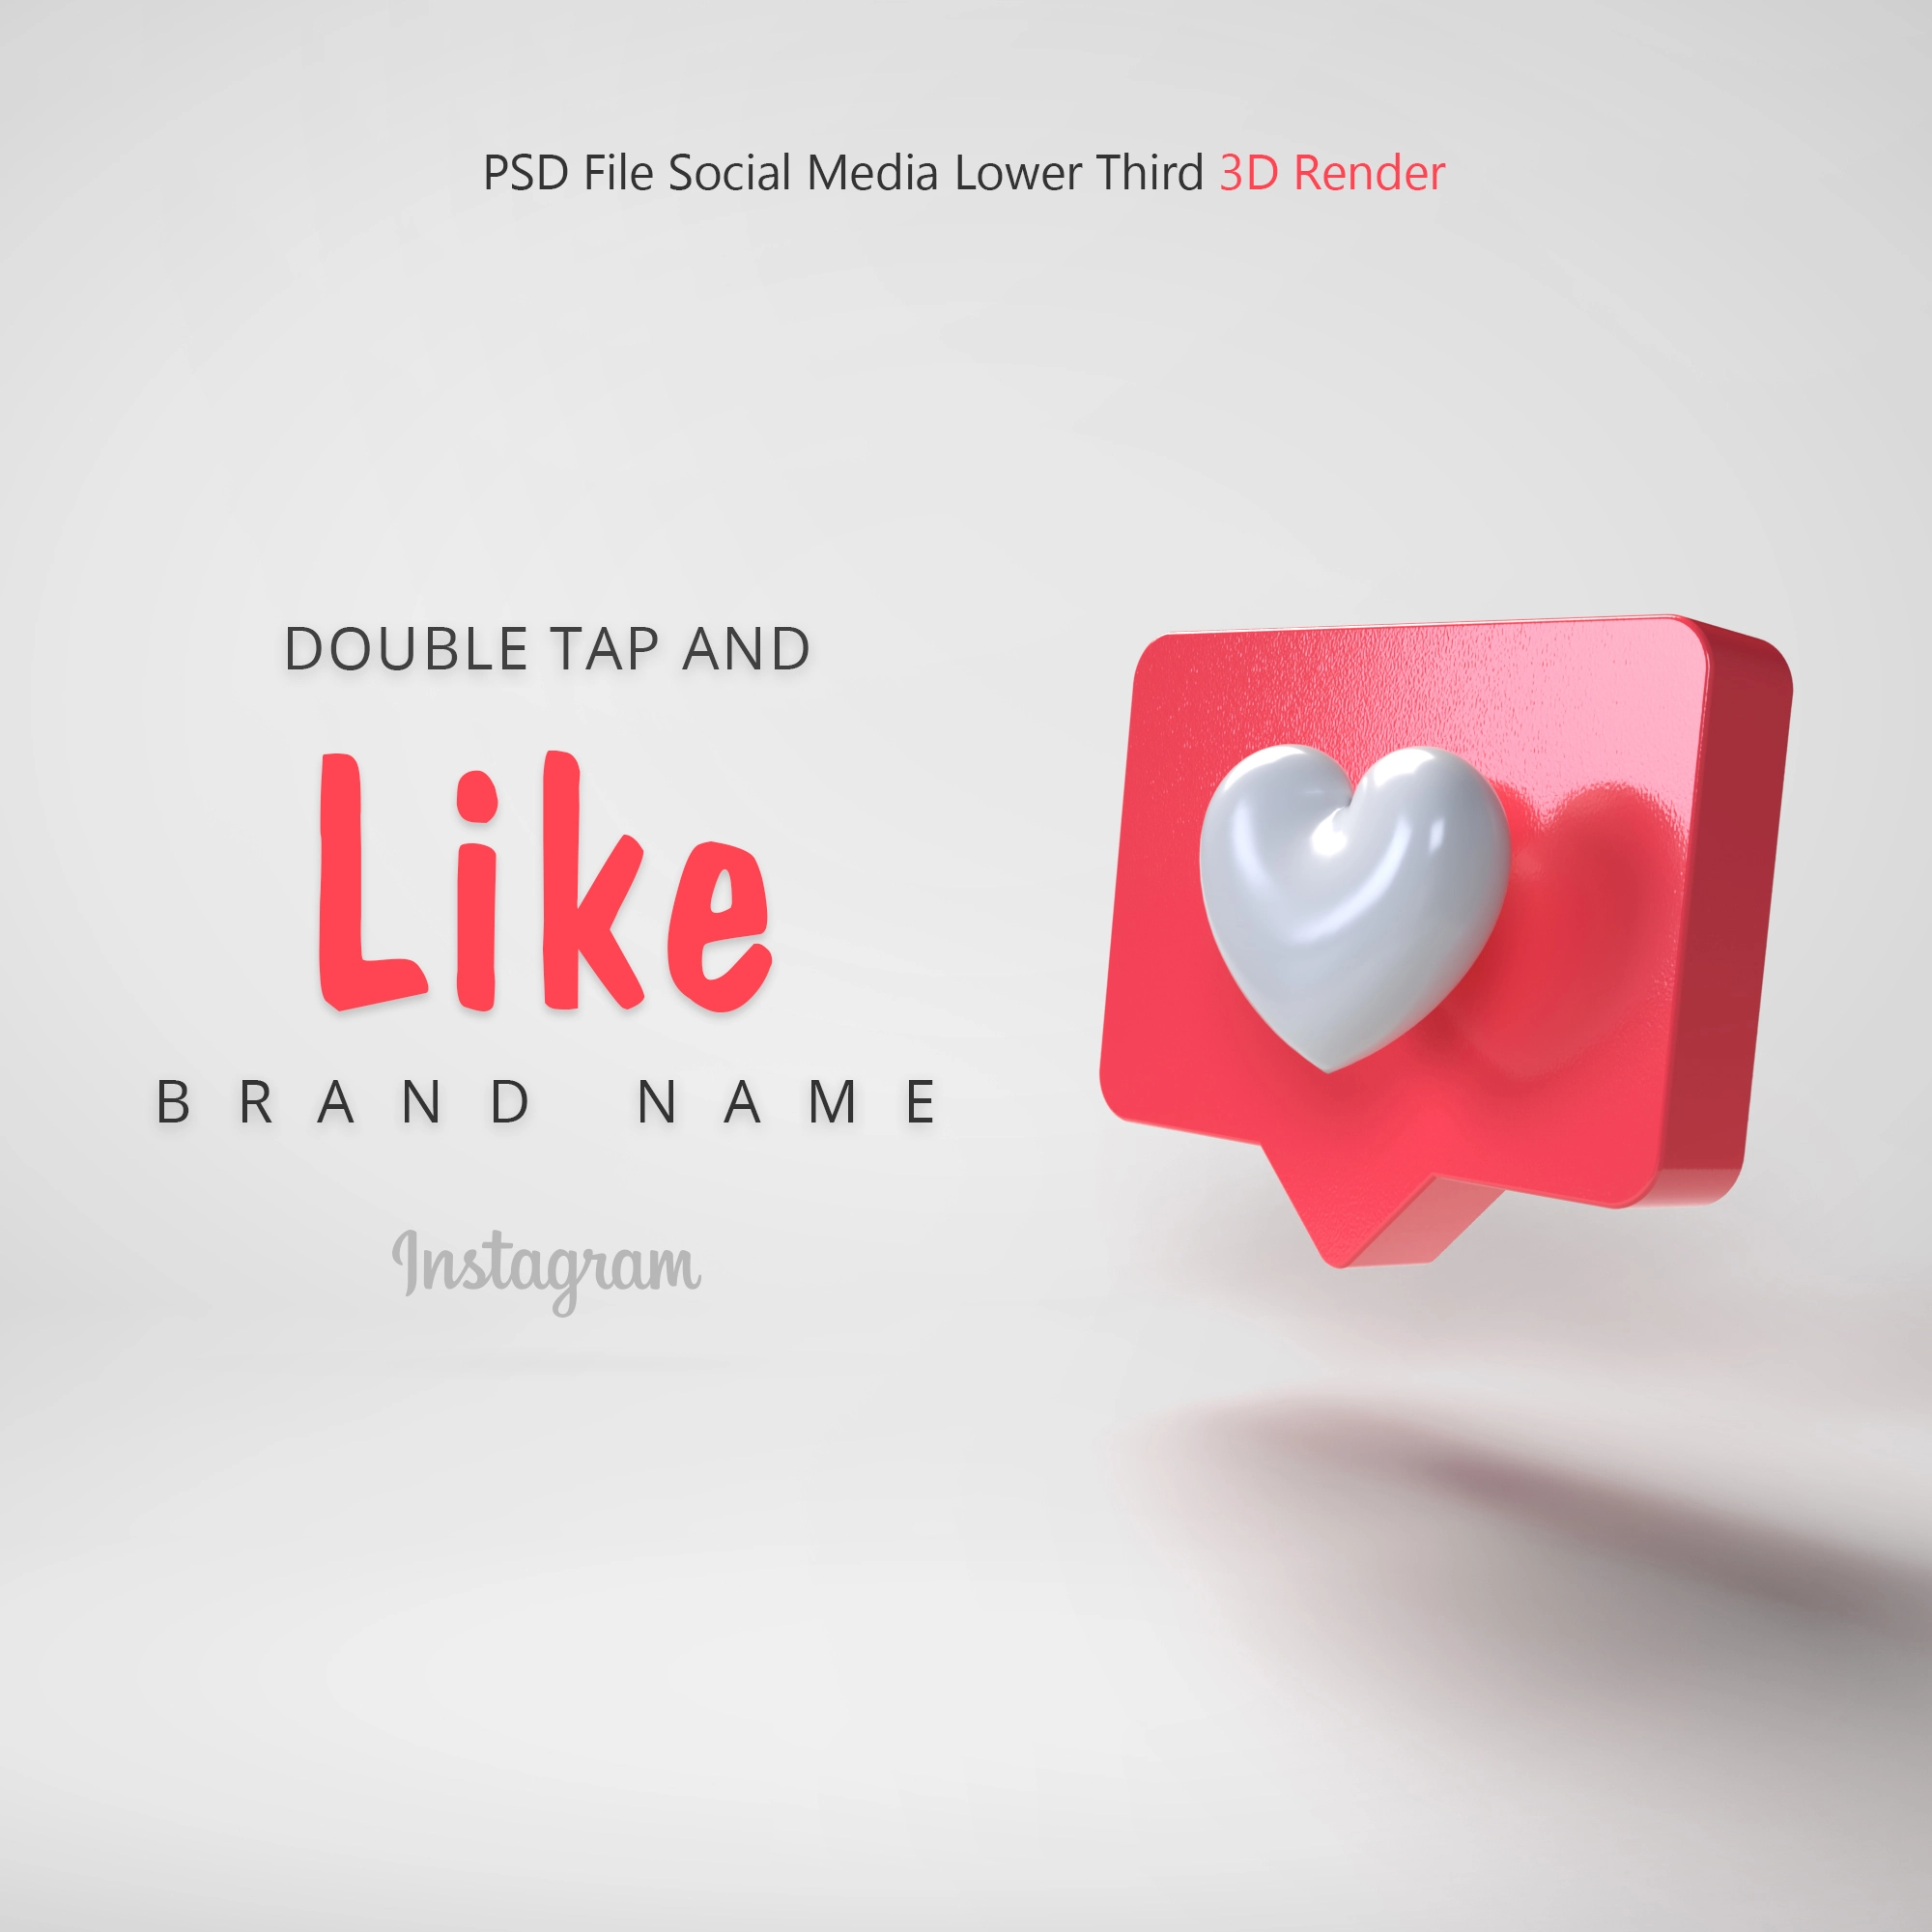 PSD File Social Media Lower Third 3D Render
DOUBLE TAP AND
Like
BRAND NAME
Instagram